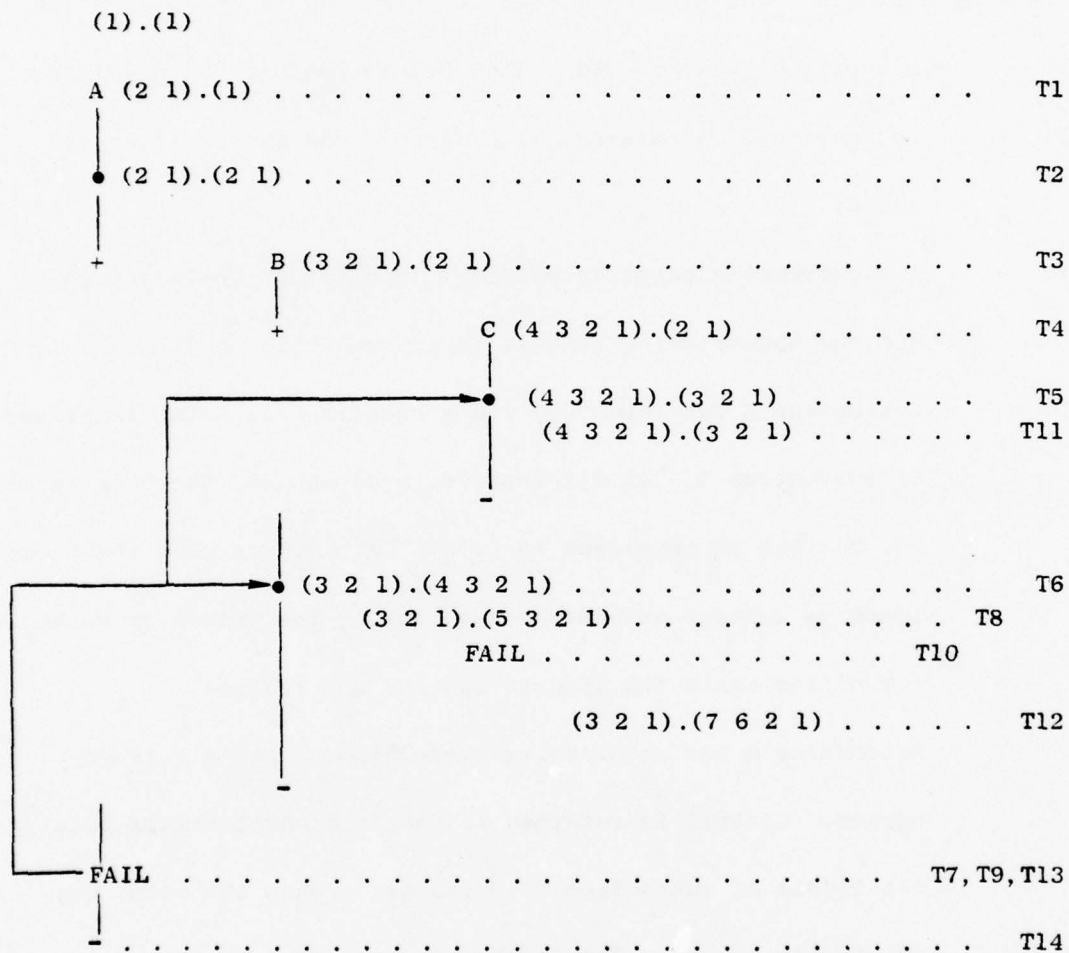 (1).(1)
A (2 1).(1) . . . . . . . . . . . . . . . . . . . . . . . T1
(2 1).(2 1) . . . . . . . . . . . . . . . . . . . . . . T2
+ B (3 2 1).(2 1) . . . . . . . . . . . . . . . T3
+ C (4 3 2 1).(2 1) . . . . . . . T4
(4 3 2 1).(3 2 1) . . . . . . T5
(4 3 2 1).(3 2 1) . . . . . . T11
-
(3 2 1).(4 3 2 1) . . . . . . . . . . . . . T6
(3 2 1).(5 3 2 1) . . . . . . . . . . . T8
FAIL . . . . . . . . . . . . . T10
(3 2 1).(7 6 2 1) . . . . . T12
-
FAIL . . . . . . . . . . . . . . . . . . . . . . . . T7,T9,T13
- . . . . . . . . . . . . . . . . . . . . . . . . . . . T14